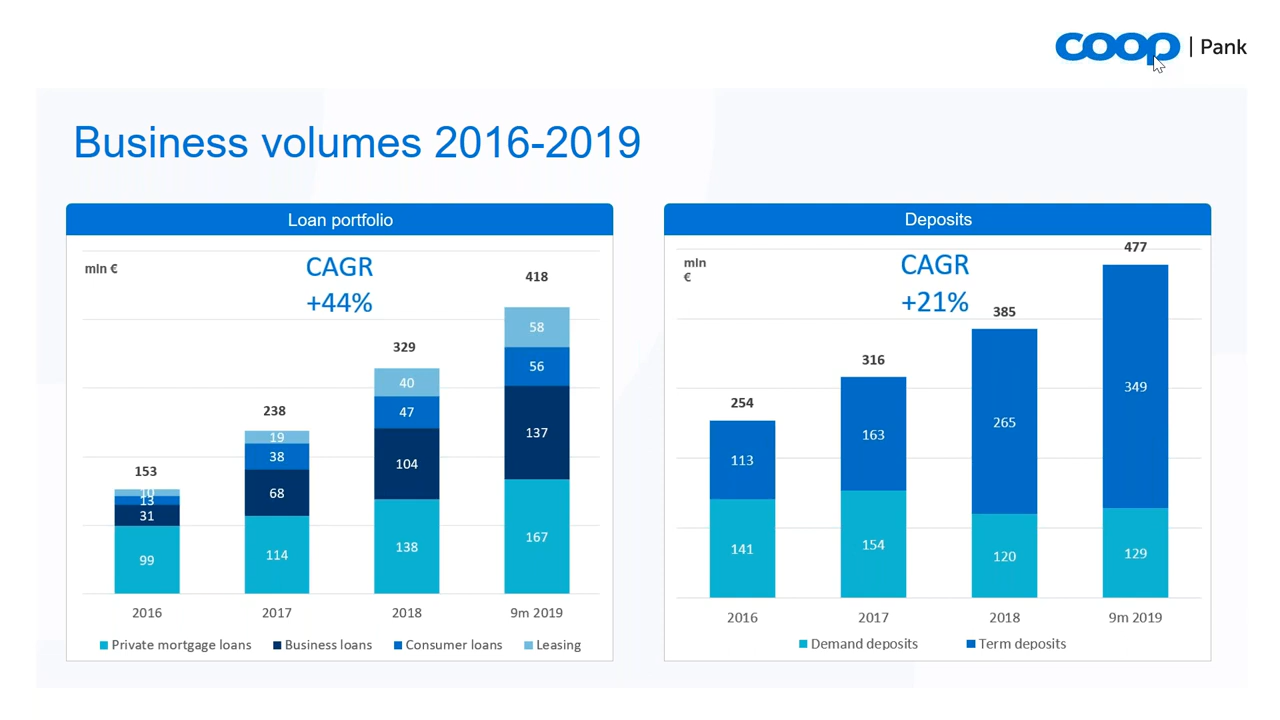 coop | Pank
Business volumes 2016-2019
Loan portfolio
mln €
CAGR
+44%
418
58
56
137
167
329
40
47
104
138
238
19
38
68
114
153
10
13
31
99
2016 2017 2018 9m 2019
Private mortgage loans Business loans Consumer loans Leasing
Deposits
mln
€
CAGR
+21%
477
349
129
385
265
120
316
163
154
254
113
141
2016 2017 2018 9m 2019
Demand deposits Term deposits